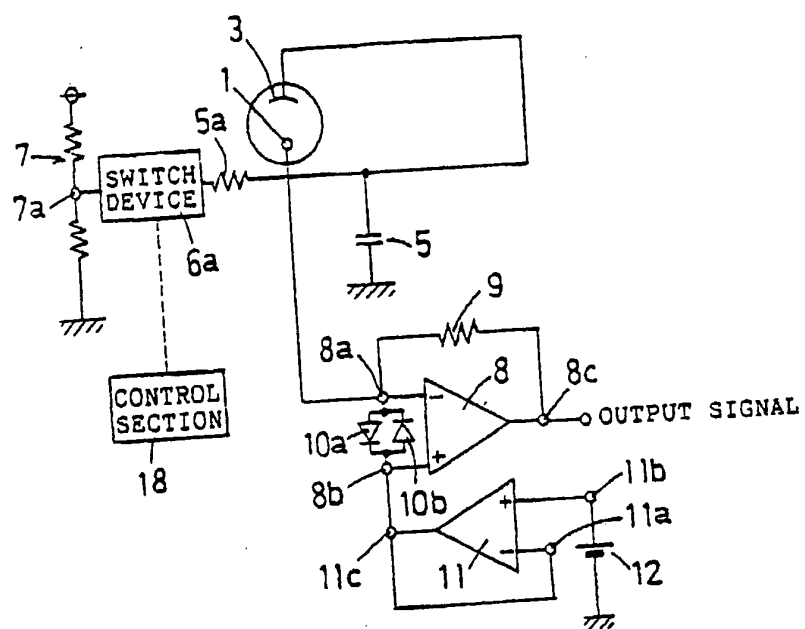 3
1
5a
7
7a
SWITCH
DEVICE
6a
5
9
8a
8
8c
OUTPUT SIGNAL
CONTROL
SECTION
18
10a
10b
8b
11b
11a
11c
11
12